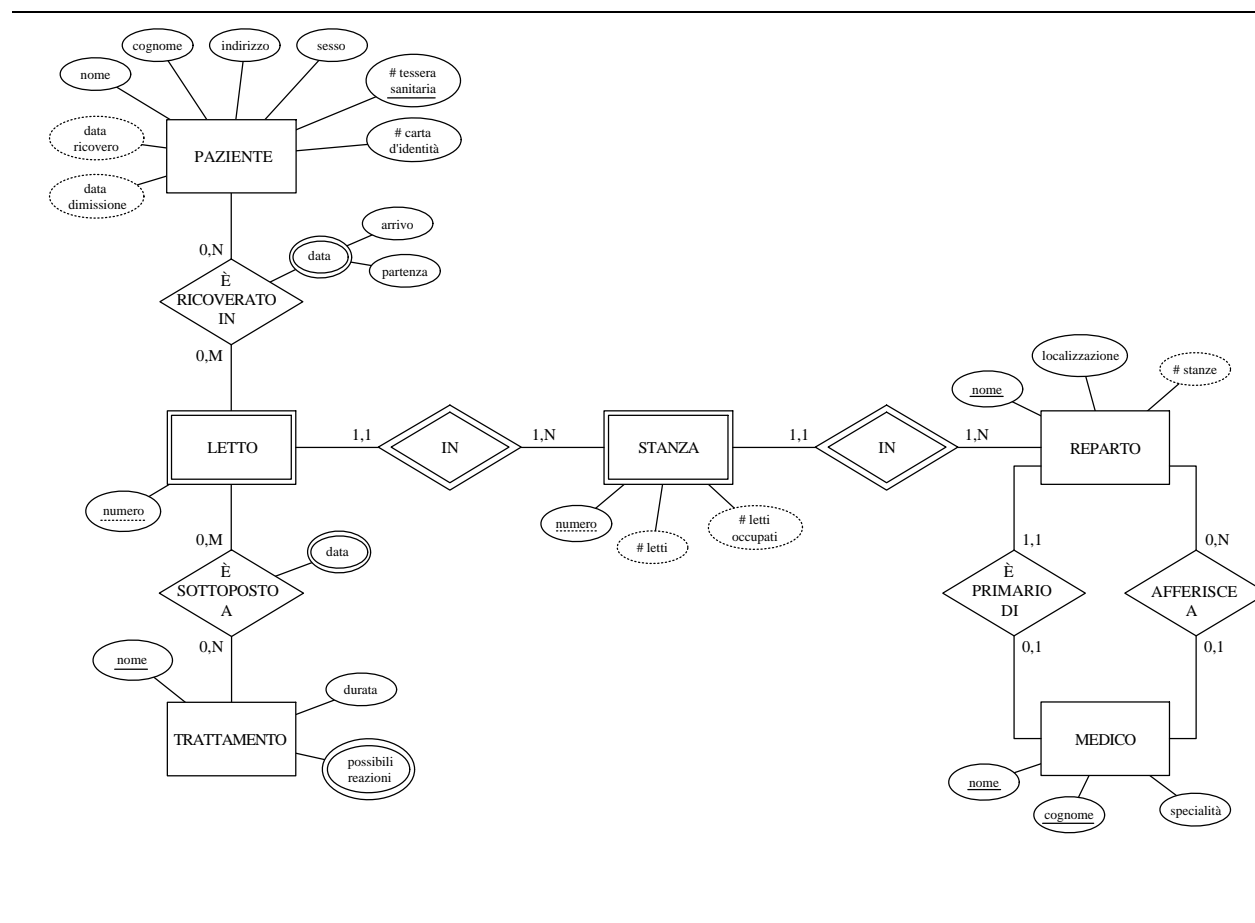 cognome
indirizzo
sesso
nome
# tessera
sanitaria
data
ricovero
# carta
d'identità
PAZIENTE
data
dimissione
arrivo
0,N
data
partenza
È
RICOVERATO
IN
0,M
localizzazione
# stanze
nome
LETTO
1,1
IN
1,N
STANZA
1,1
IN
1,N
REPARTO
numero
numero
# letti
# letti
occupati
0,M
data
1,1
0,N
È
SOTTOPOSTO
A
È
PRIMARIO
DI
AFFERISCE
A
0,N
0,1
0,1
nome
durata
TRATTAMENTO
MEDICO
possibili
reazioni
nome
cognome
specialità